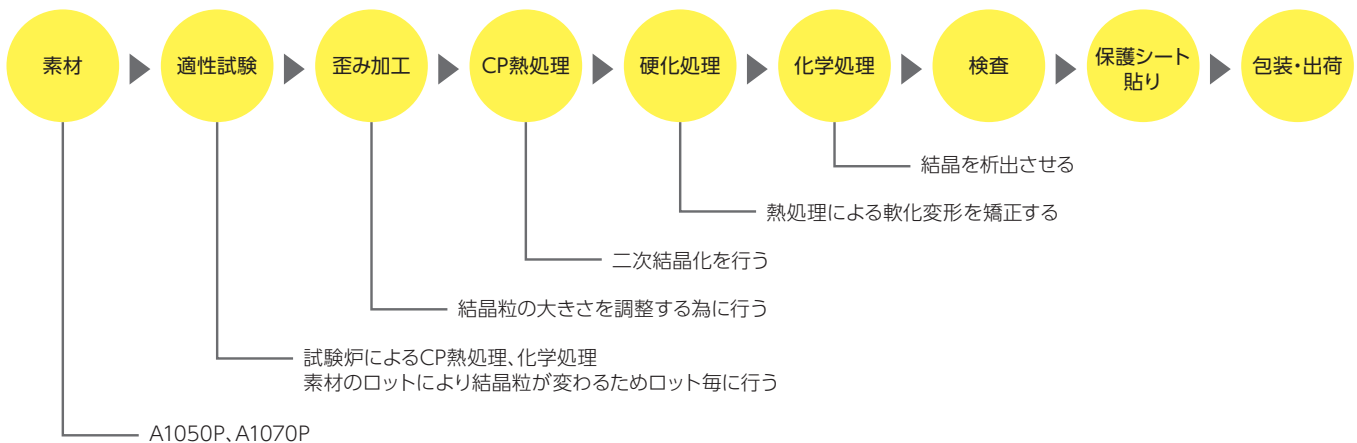 素材
適性試験
歪み加工
CP熱処理
硬化処理
化学処理
検査
保護シート
貼り
包装・出荷
結晶を析出させる
熱処理による軟化変形を矯正する
二次結晶化を行う
結晶粒の大きさを調整する為に行う
試験炉によるCP熱処理、化学処理
素材のロットにより結晶粒が変わるためロット毎に行う
A1050P、A1070P